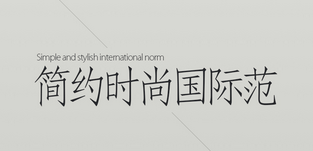 Simple and stylish international norm
简约时尚国际范